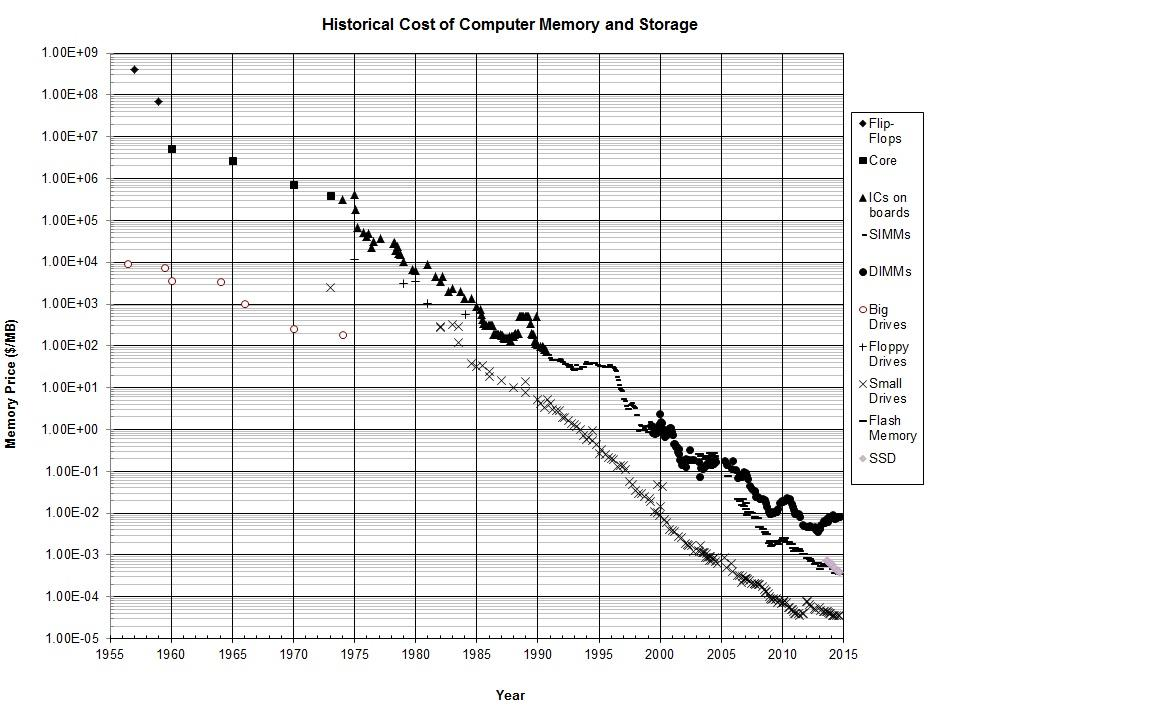 Historical Cost of Computer Memory and Storage
1.00E+09
1.00E+08
1.00E+07
1.00E+06
1.00E+05
1.00E+04
1.00E+03
1.00E+02
1.00E+01
1.00E+00
1.00E-01
1.00E-02
1.00E-03
1.00E-04
1.00E-05
Memory Price ($/MB)
1955 1960 1965 1970 1975 1980 1985 1990 1995 2000 2005 2010 2015
Year
Flip-
Flops
Core
ICs on
boards
SIMMs
DIMMs
Big
Drives
Floppy
Drives
Small
Drives
Flash
Memory
SSD